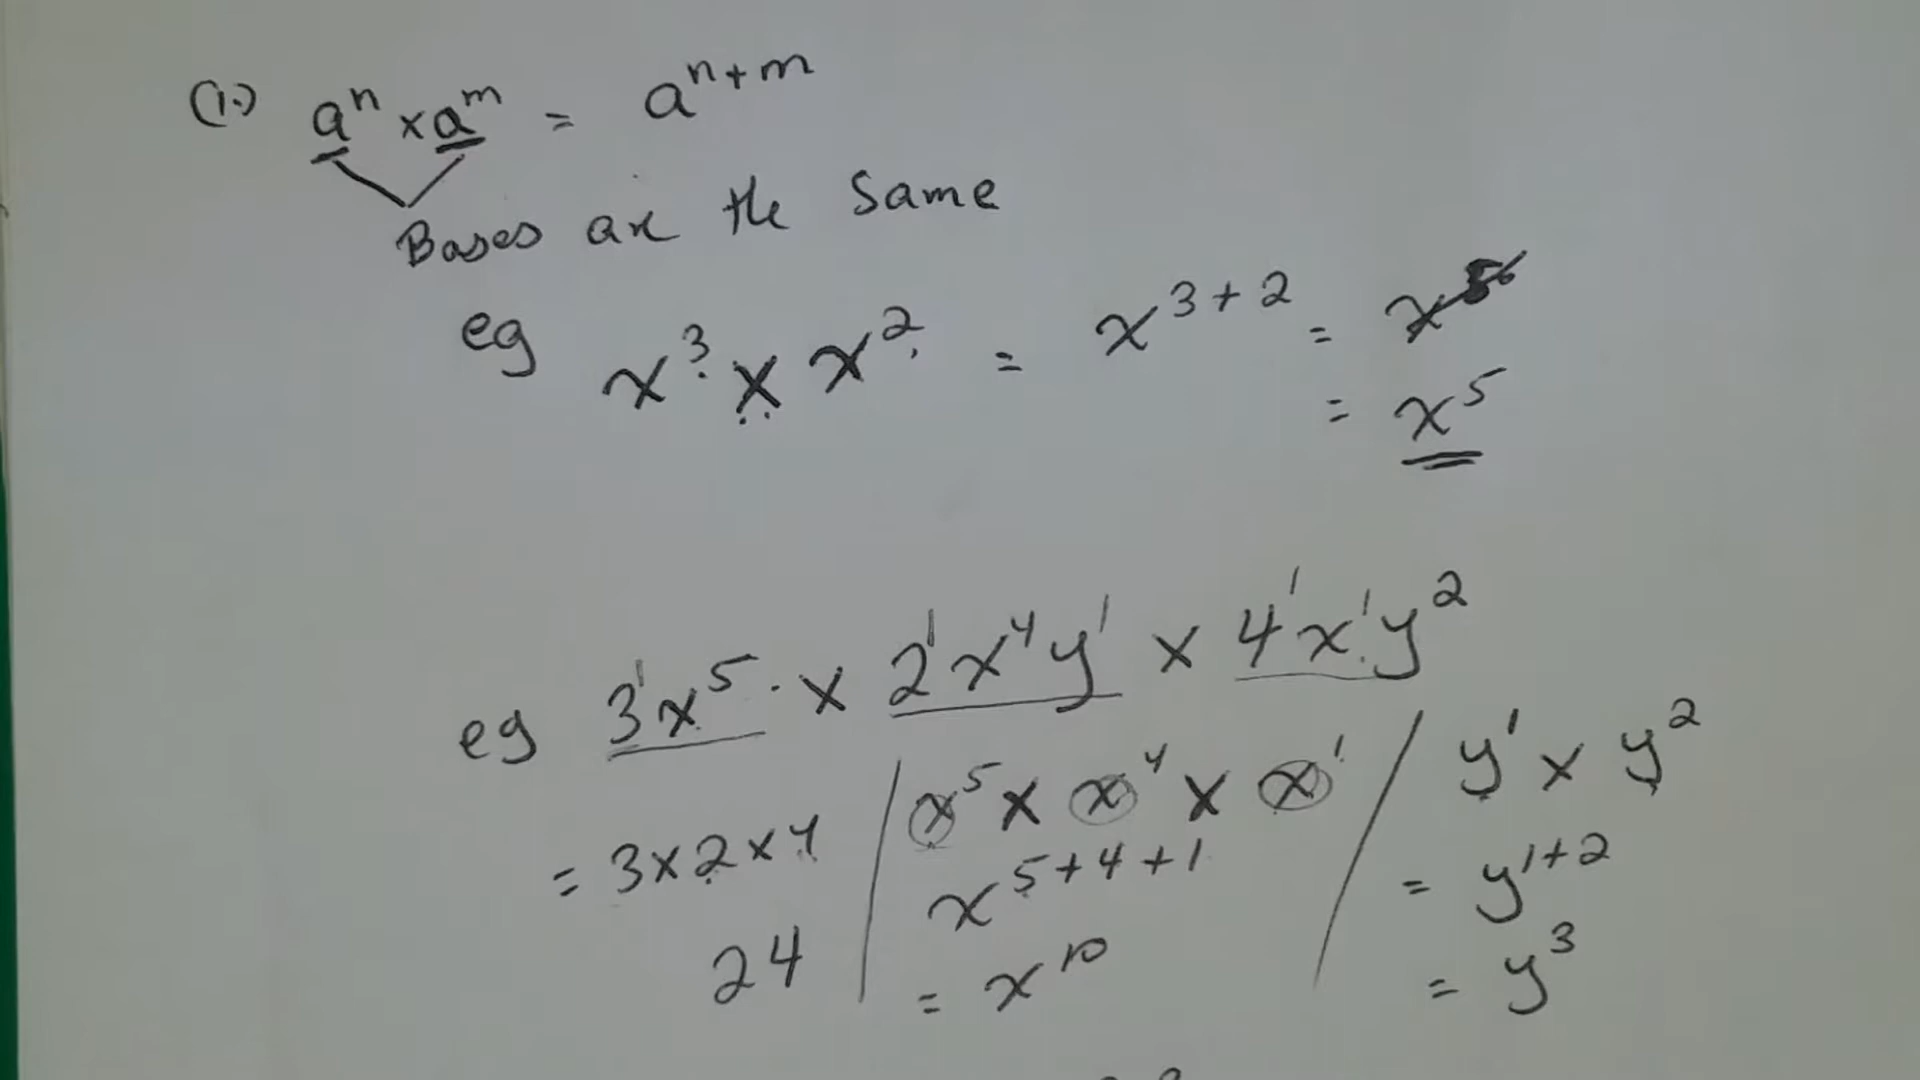 (1.) aⁿ × aᵐ = aⁿ⁺ᵐ
Bases are the Same
eg x³ × x² = x³⁺² =
= x⁵
eg 3¹x⁵ · × 2¹x⁴y¹ × 4¹x¹y²
= 3×2×4 / x⁵ × x⁴ × x¹ / y¹ × y²
x⁵⁺⁴⁺¹ = y¹⁺²
24 = x¹⁰ = y³